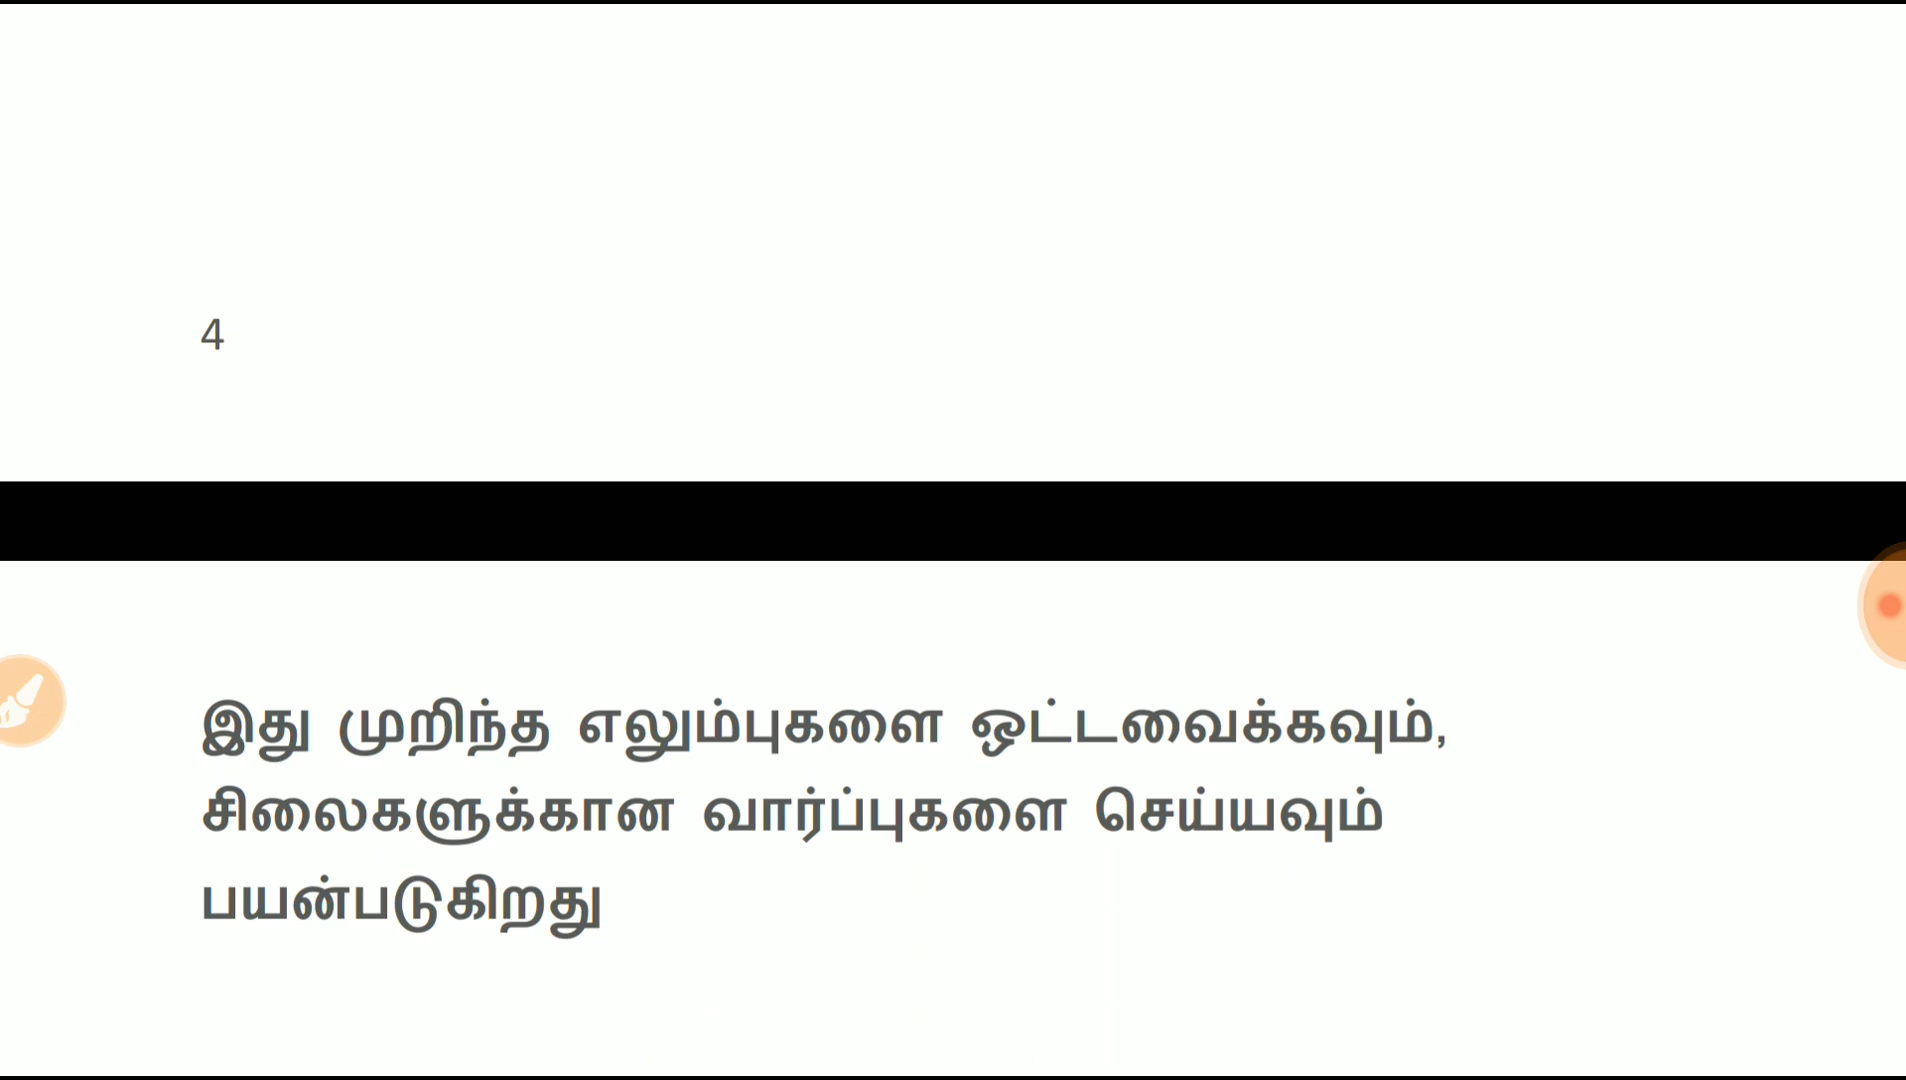 4
இது முறிந்த எலும்புகளை ஒட்டவைக்கவும்,
சிலைகளுக்கான வார்ப்புகளை செய்யவும்
பயன்படுகிறது